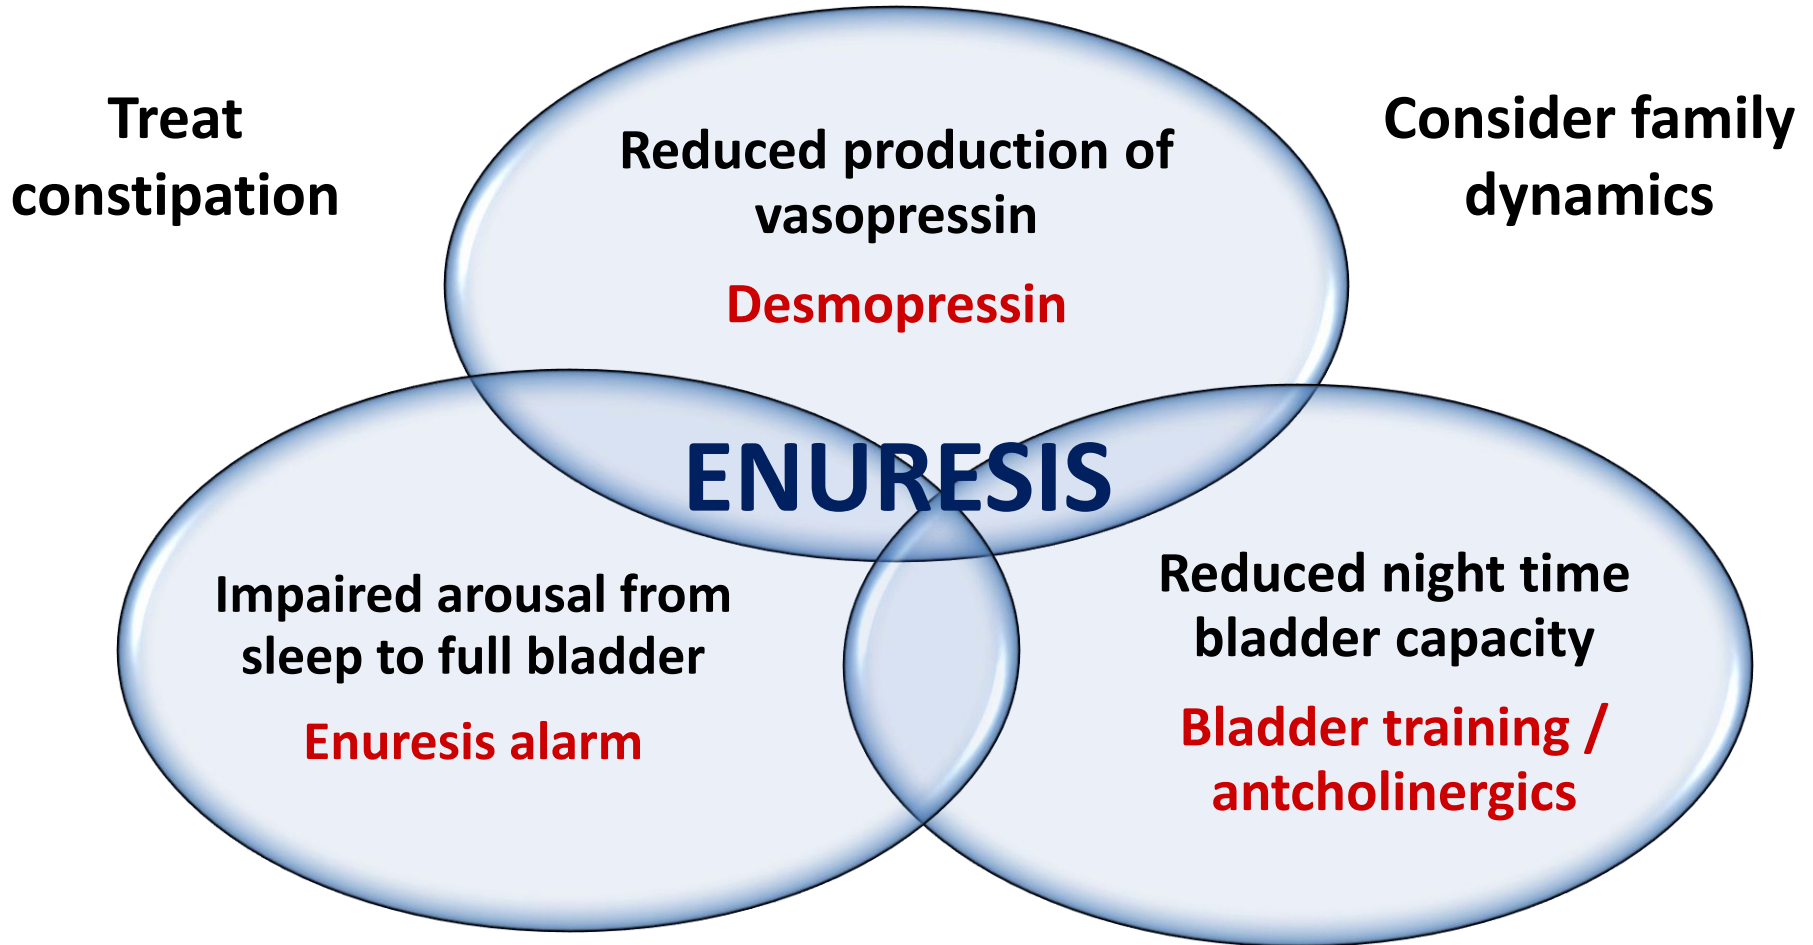 Treat
constipation
Consider family
dynamics
Reduced production of
vasopressin
Desmopressin
ENURESIS
Impaired arousal from
sleep to full bladder
Enuresis alarm
Reduced night time
bladder capacity
Bladder training /
antcholinergics